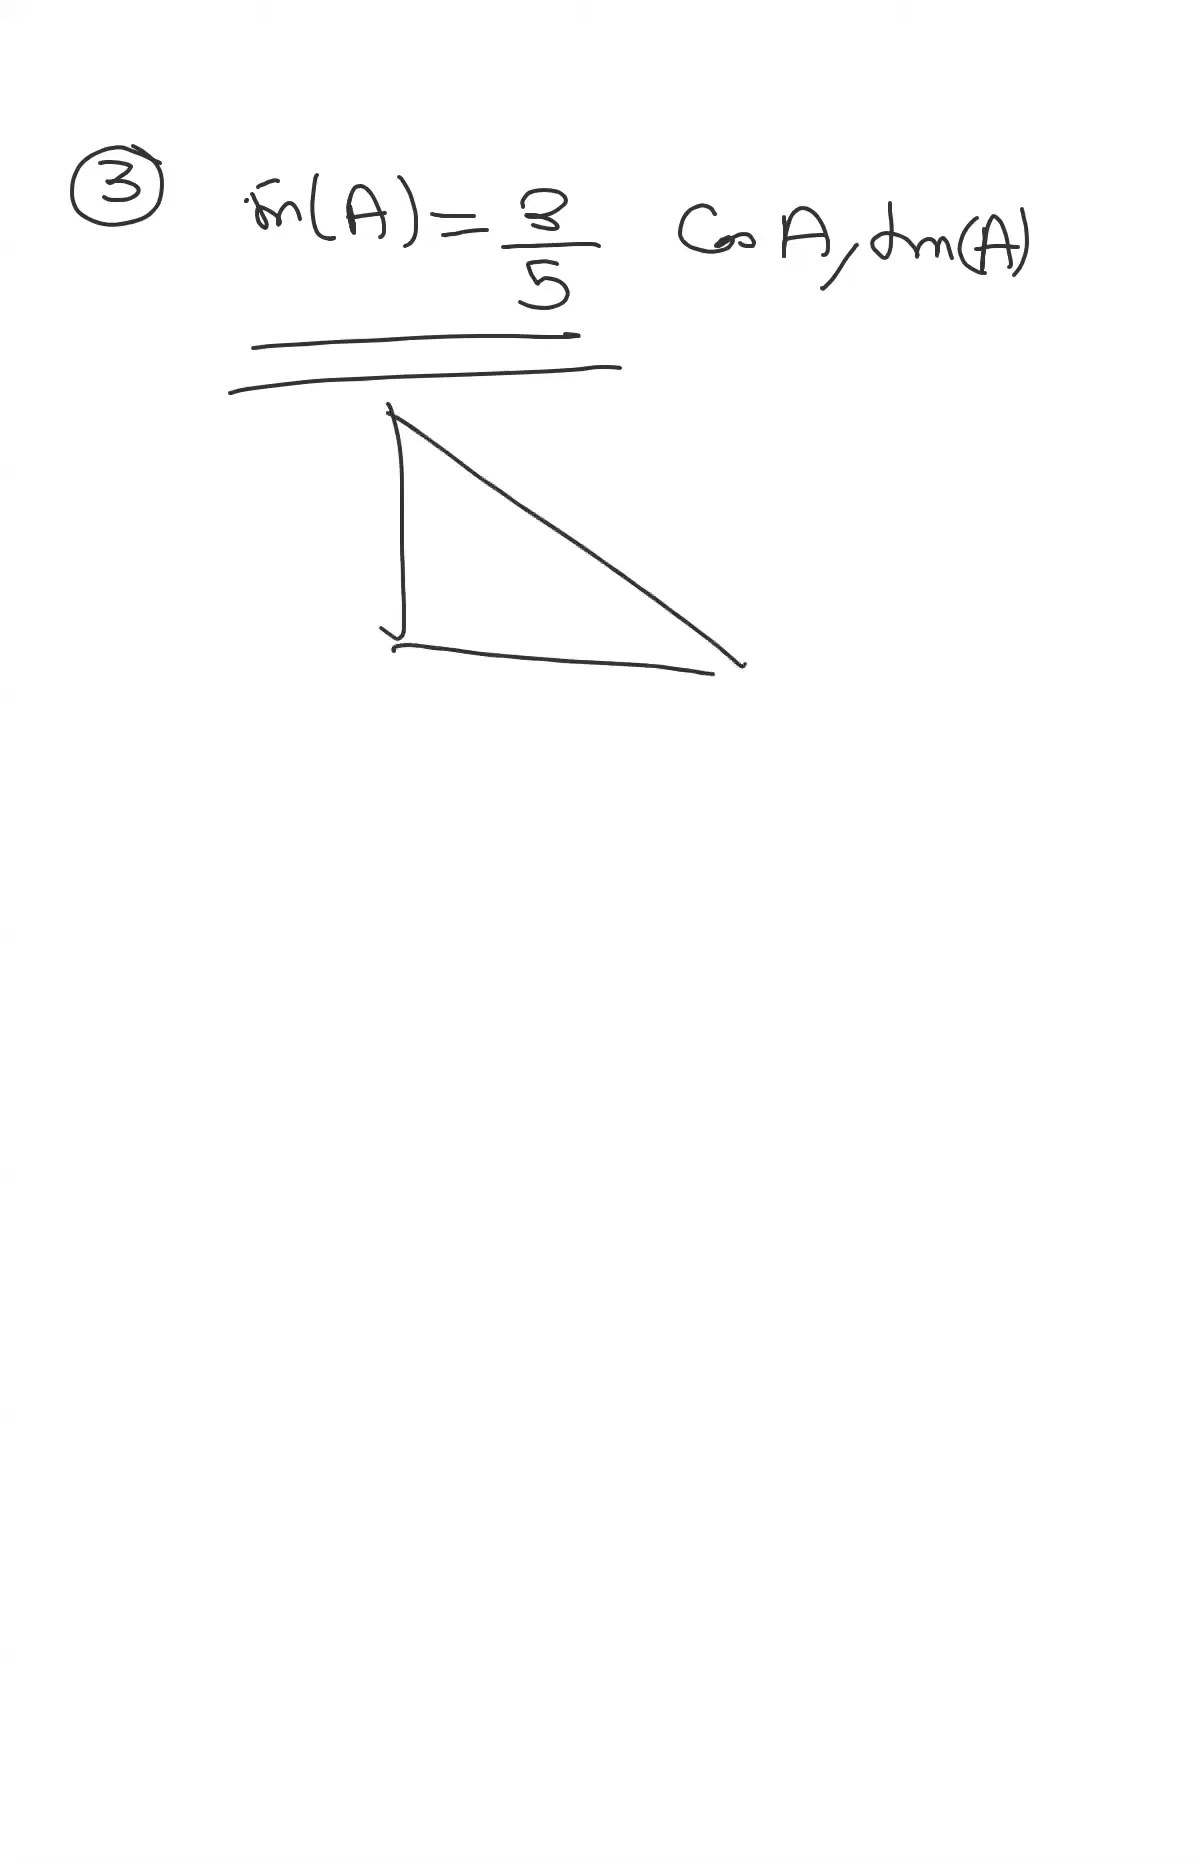 ③ sin(A) = 3/5 Cos A, tan(A)